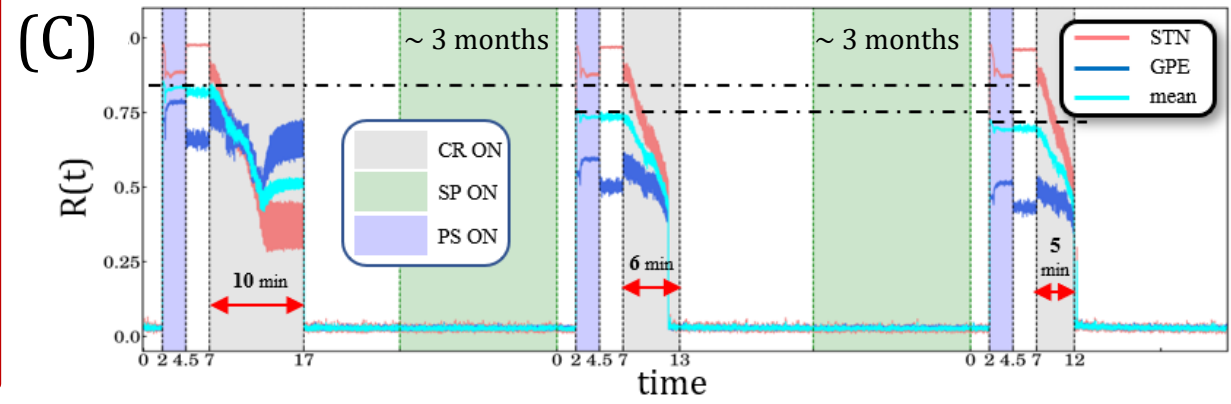 (C)
~ 3 months
~ 3 months
STN
GPE
mean
CR ON
SP ON
PS ON
R(t)
0
0.75
0.5
0.25
0.0
10 min
6 min
5
min
0 2 4.5 7 17 0 2 4.5 7 13 0 2 4.5 7 12
time